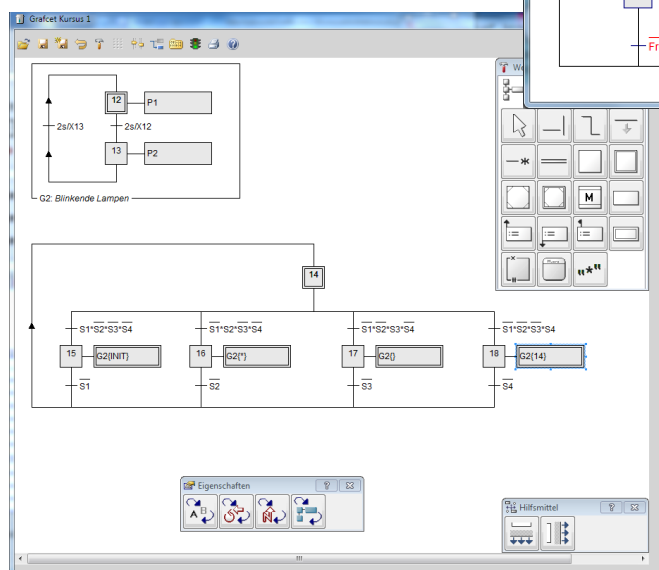 Grafcet Kursus 1
Fr
We
12
P1
2s/X13
2s/X12
13
P2
G2: Blinkende Lampen
M
"*"
14
S1*S2*S3*S4
S1*S2*S3*S4
S1*S2*S3*S4
S1*S2*S3*S4
15
G2{INIT}
16
G2{*}
17
G2{}
18
G2{14}
S1
S2
S3
S4
Eigenschaften
A B
N
Hilfsmittel